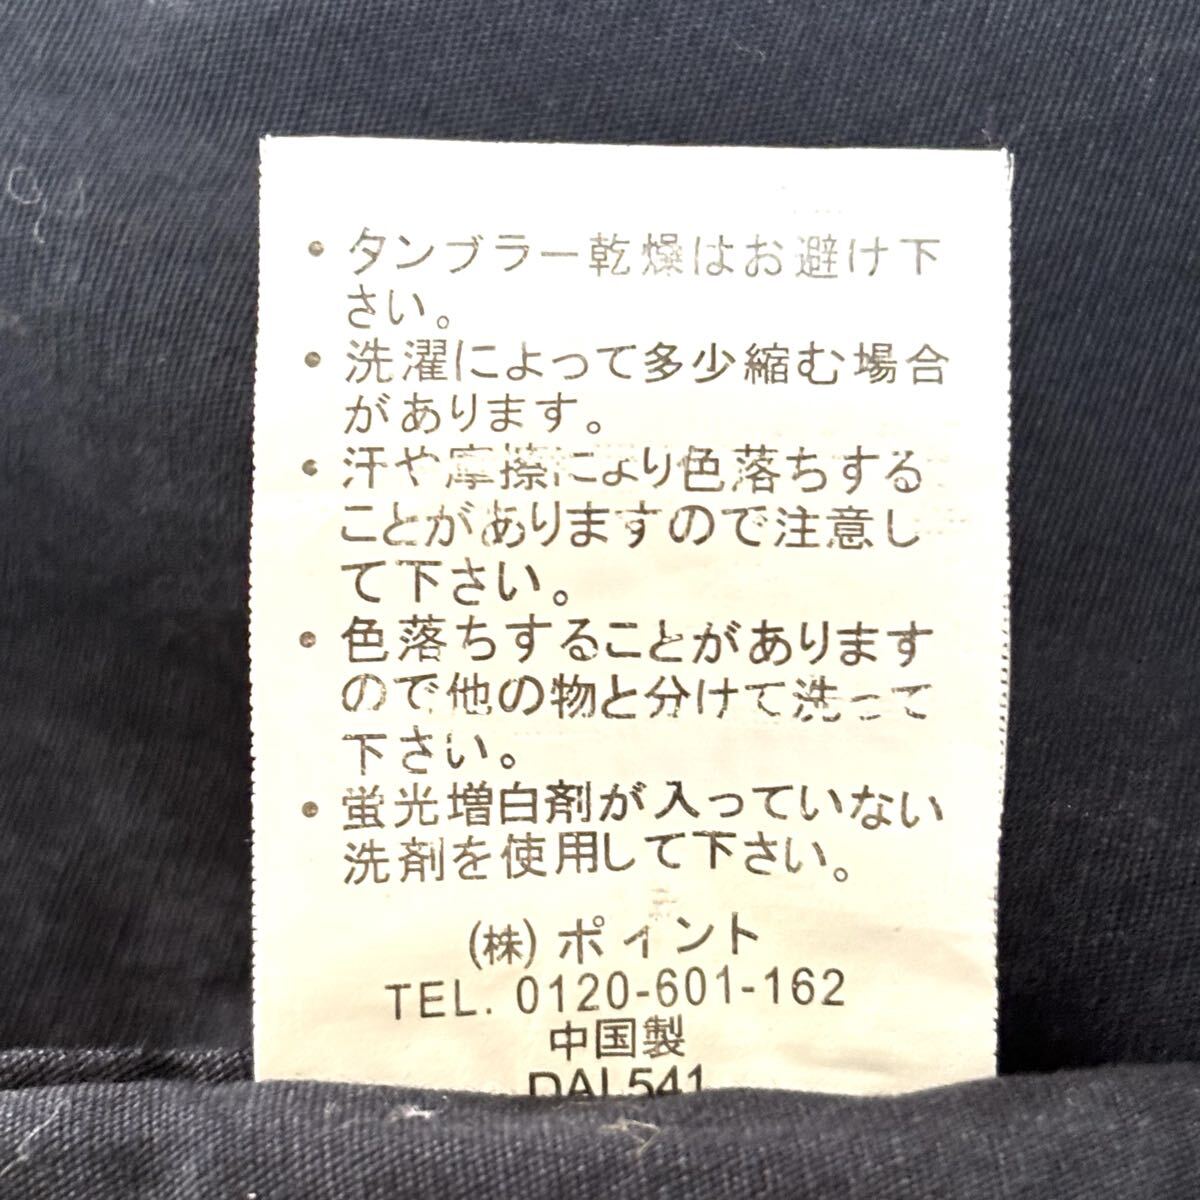 ・タンブラー乾燥はお避け下
さい。
・洗濯によって多少縮む場合
があります。
・汗や摩擦により色落ちする
ことがありますので注意し
て下さい。
・色落ちすることがあります
ので他の物と分けて洗って
下さい。
・蛍光増白剤が入っていない
洗剤を使用して下さい。
(株)ポイント
TEL. 0120-601-162
中国製
DAL541